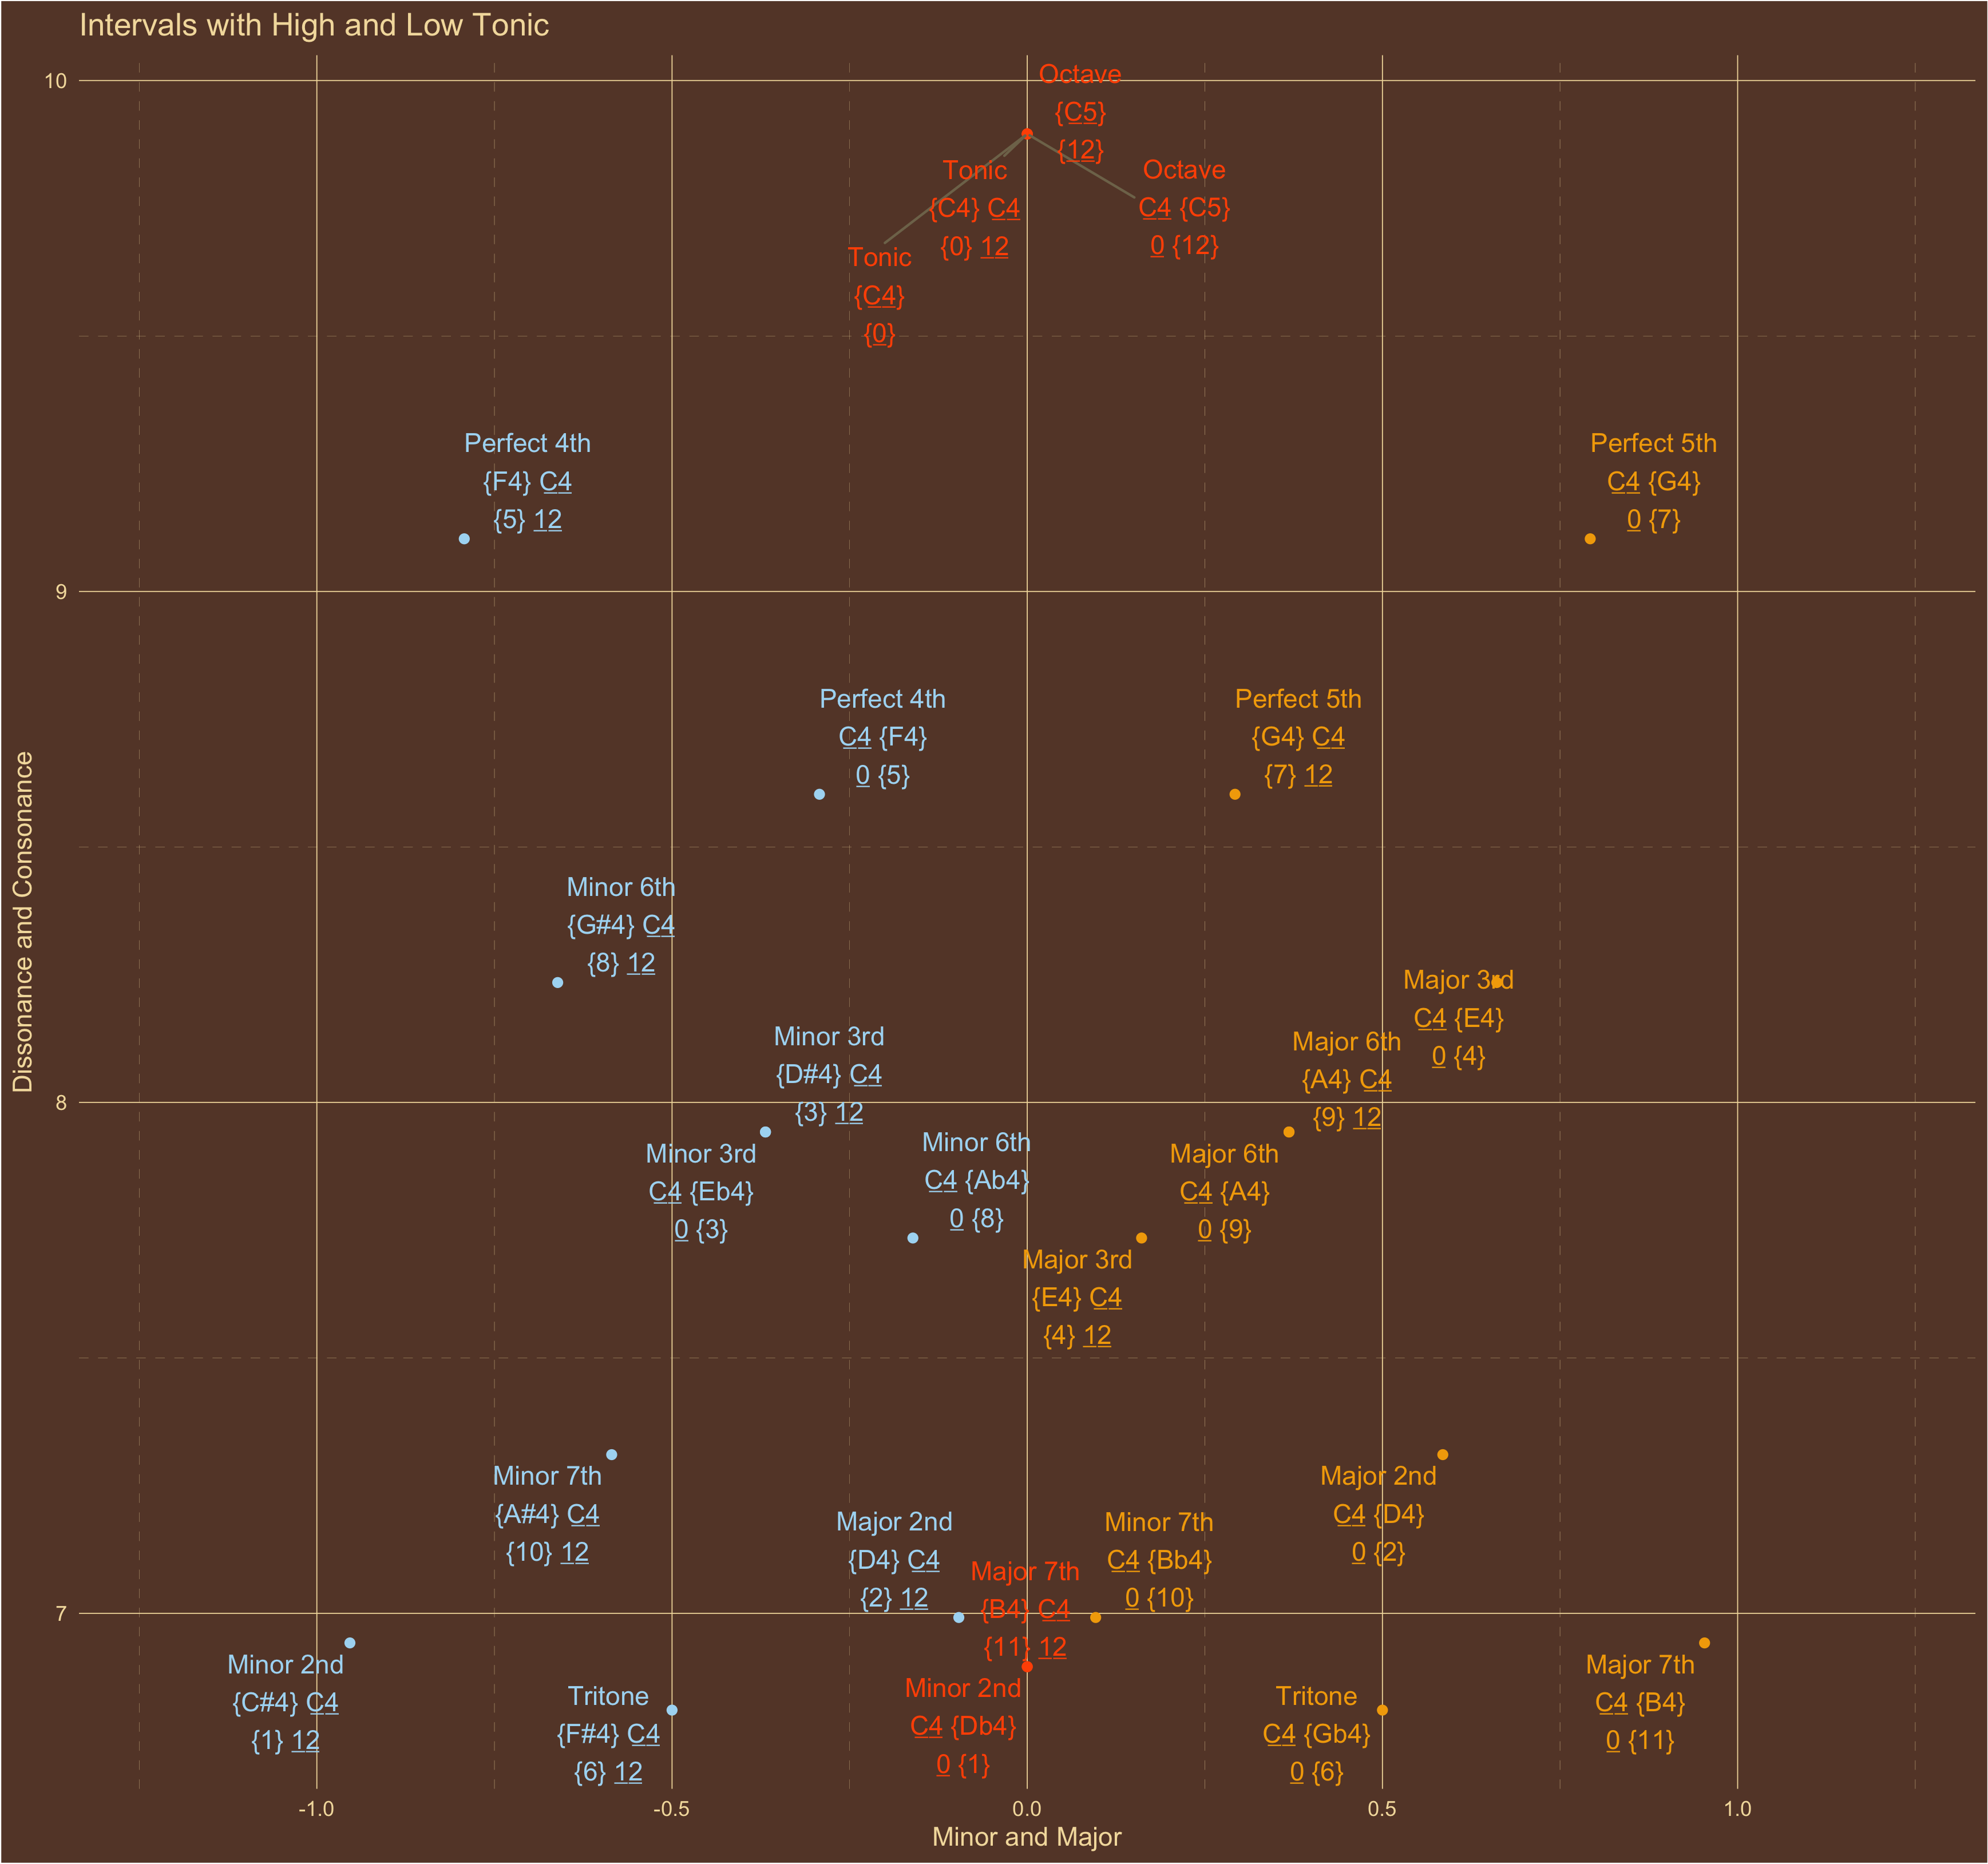 Intervals with High and Low Tonic
10
Octave
{C5}
{12}
Tonic
{C4} C4
{0} 12
Octave
C4 {C5}
0 {12}
Tonic
{C4}
{0}
Perfect 4th
{F4} C4
{5} 12
Perfect 5th
C4 {G4}
0 {7}
9
Perfect 4th
C4 {F4}
0 {5}
Perfect 5th
{G4} C4
{7} 12
Dissonance and Consonance
Minor 6th
{G#4} C4
{8} 12
Major 3rd
C4 {E4}
0 {4}
Minor 3rd
{D#4} C4
{3} 12
Major 6th
{A4} C4
{9} 12
8
Minor 3rd
C4 {Eb4}
0 {3}
Minor 6th
C4 {Ab4}
0 {8}
Major 6th
C4 {A4}
0 {9}
Major 3rd
{E4} C4
{4} 12
Minor 7th
{A#4} C4
{10} 12
Major 2nd
{D4} C4
{2} 12
Major 7th
{B4} C4
{11} 12
Minor 7th
C4 {Bb4}
0 {10}
Major 2nd
C4 {D4}
0 {2}
7
Minor 2nd
{C#4} C4
{1} 12
Tritone
{F#4} C4
{6} 12
Minor 2nd
C4 {Db4}
0 {1}
Tritone
C4 {Gb4}
0 {6}
Major 7th
C4 {B4}
0 {11}
-1.0
-0.5
0.0
0.5
1.0
Minor and Major